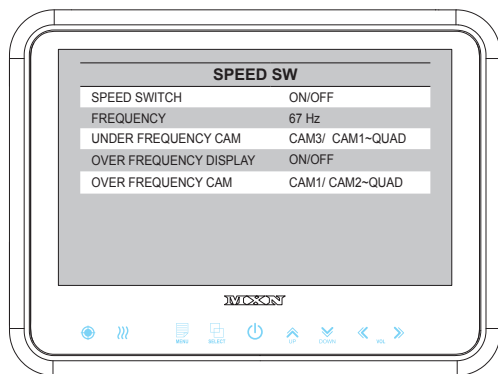 SPEED SW
SPEED SWITCH ON/OFF
FREQUENCY 67 Hz
UNDER FREQUENCY CAM CAM3/ CAM1~QUAD
OVER FREQUENCY DISPLAY ON/OFF
OVER FREQUENCY CAM CAM1/ CAM2~QUAD
MXN
MENU SELECT UP DOWN VOL